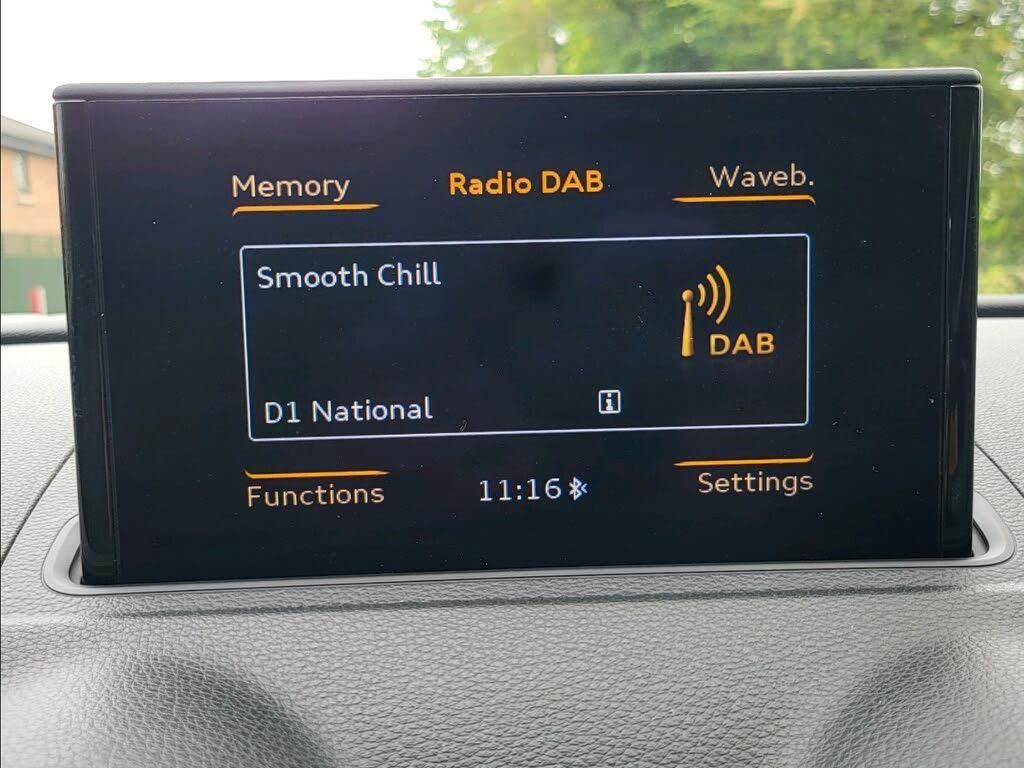 Memory
Radio DAB
Waveb.
Smooth Chill
DAB
D1 National
i
Functions
11:16
Settings